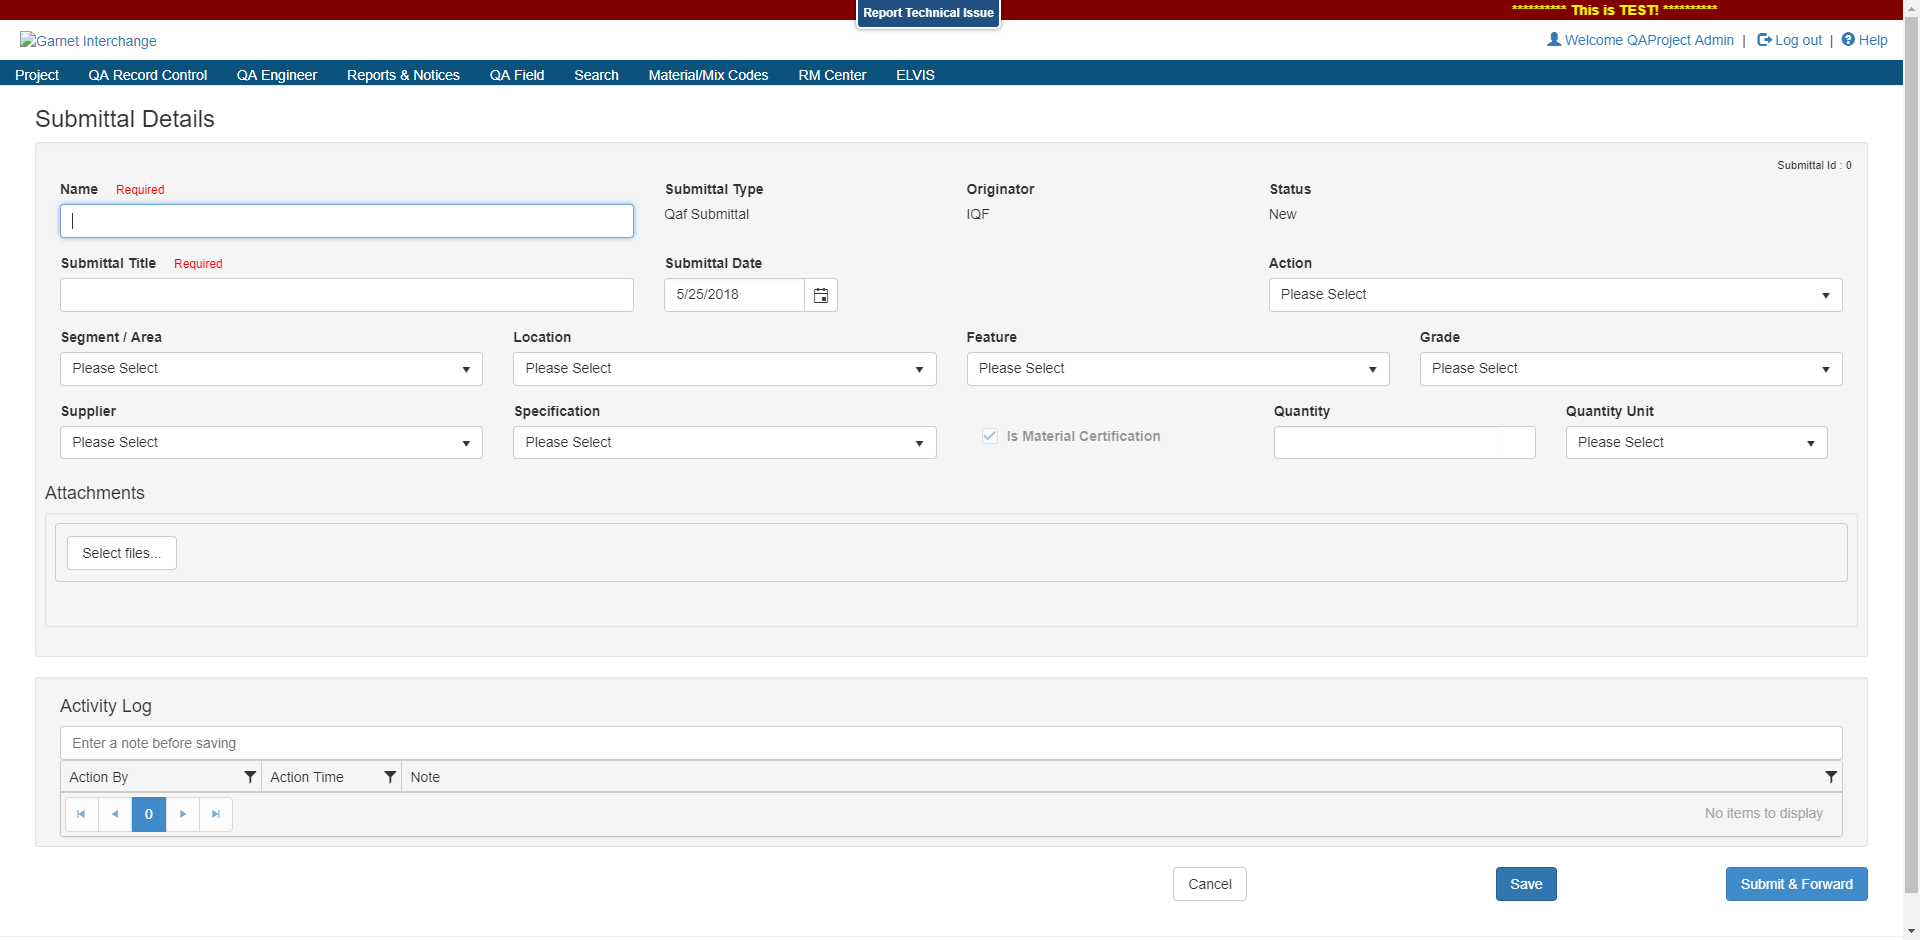 Report Technical Issue
********** This is TEST! **********
Garnet Interchange
Welcome QAProject Admin | Log out | Help
Project QA Record Control QA Engineer Reports & Notices QA Field Search Material/Mix Codes RM Center ELVIS
Submittal Details
Submittal Id : 0
Name Required Submittal Type Originator Status
Qaf Submittal IQF New
Submittal Title Required Submittal Date Action
5/25/2018 Please Select
Segment / Area Location Feature Grade
Please Select Please Select Please Select Please Select
Supplier Specification Quantity Quantity Unit
Please Select Please Select Is Material Certification Please Select
Attachments
Select files...
Activity Log
Enter a note before saving
Action By Action Time Note
0 No items to display
Cancel Save Submit & Forward